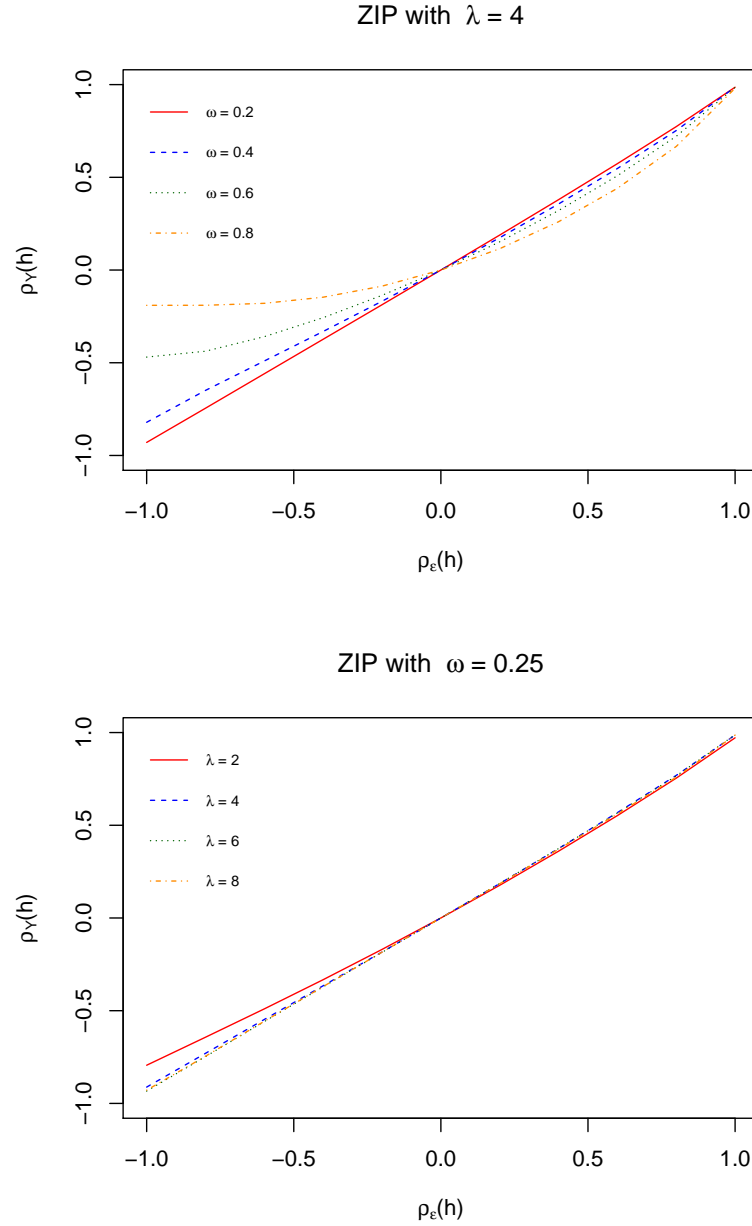 ZIP with λ = 4
1.0
0.5
0.0
−0.5
−1.0
ρY(h)
ω = 0.2
ω = 0.4
ω = 0.6
ω = 0.8
−1.0 −0.5 0.0 0.5 1.0
ρε(h)
ZIP with ω = 0.25
1.0
0.5
0.0
−0.5
−1.0
ρY(h)
λ = 2
λ = 4
λ = 6
λ = 8
−1.0 −0.5 0.0 0.5 1.0
ρε(h)